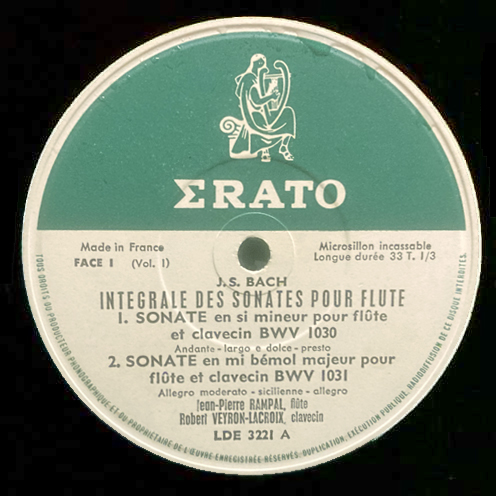 ΣRATO
Made in France
FACE 1 (Vol. 1)
Microsillon incassable
Longue durée 33 T. 1/3
J.S. BACH
INTEGRALE DES SONATES POUR FLUTE
1. SONATE en si mineur pour flûte
et clavecin BWV 1030
Andante - largo e dolce - presto
2. SONATE en mi bémol majeur pour
flûte et clavecin BWV 1031
Allegro moderato - sicilienne - allegro
Jean-Pierre RAMPAL, flûte
Robert VEYRON-LACROIX, clavecin
LDE 3221 A
TOUS DROITS DU PRODUCTEUR PHONOGRAPHIQUE ET DU PROPRIÉTAIRE DE L'ŒUVRE ENREGISTRÉE RÉSERVÉS. DUPLICATION, EXÉCUTION PUBLIQUE, RADIODIFFUSION DE CE DISQUE INTERDITES.